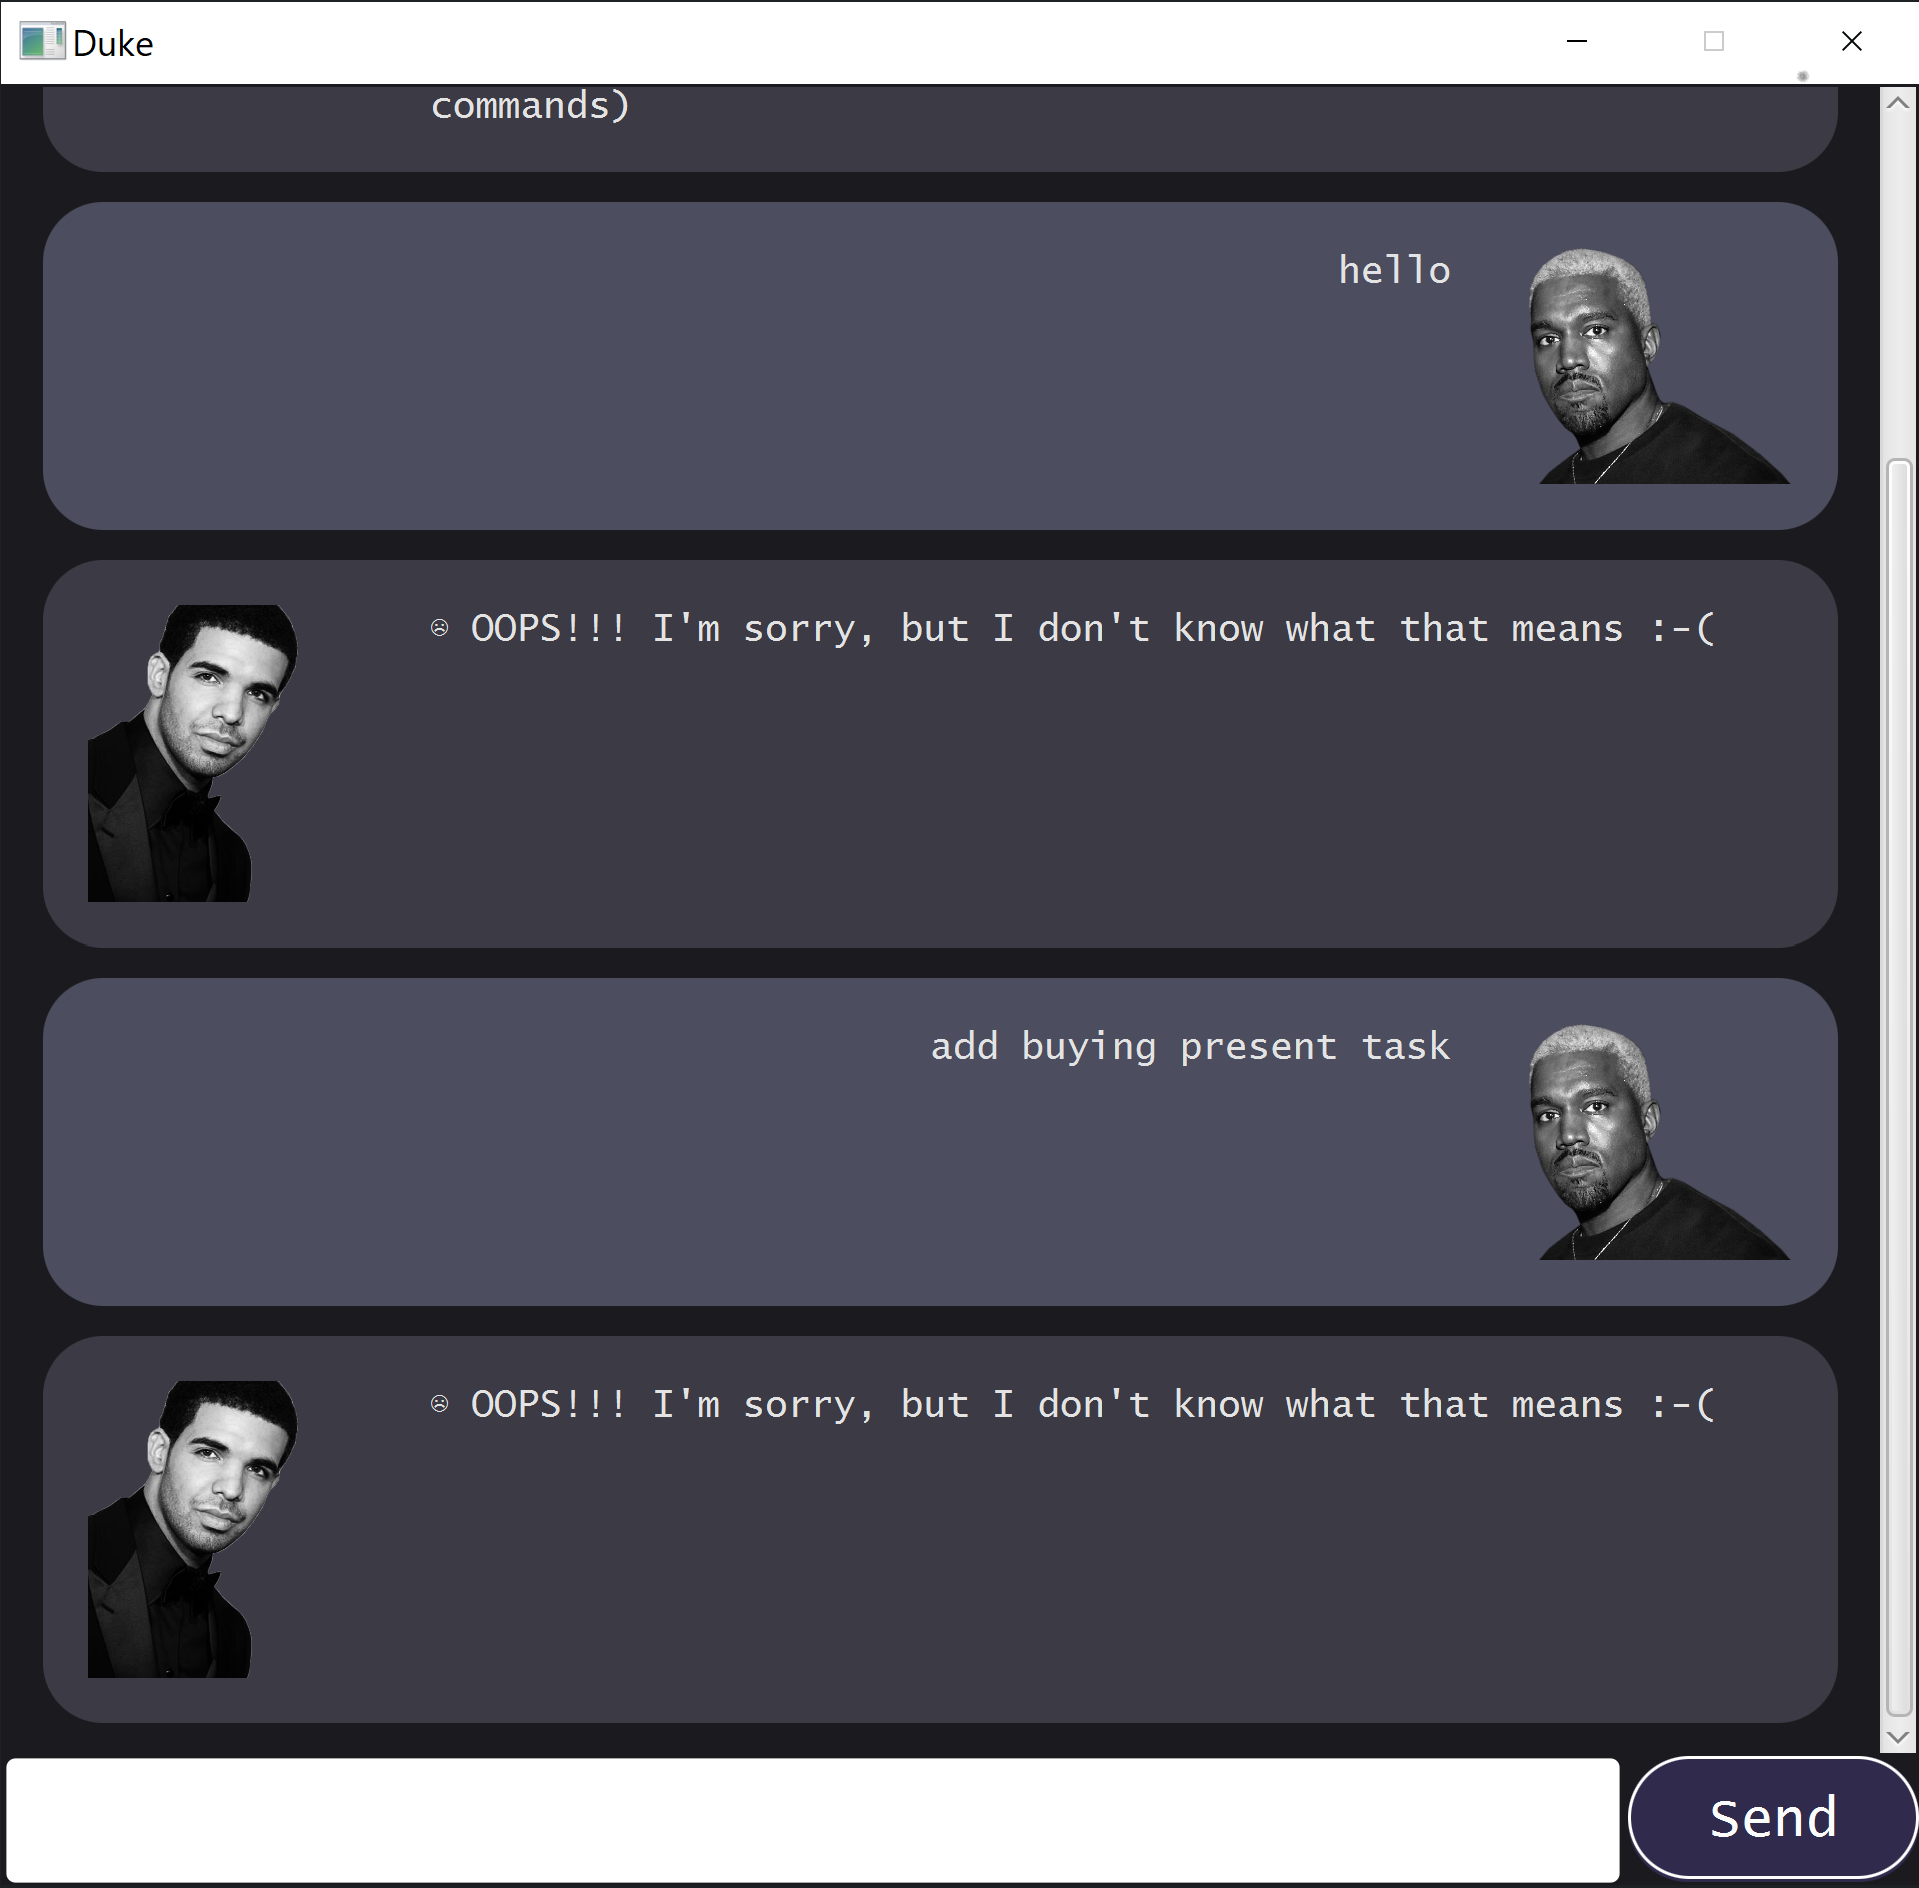 Duke
commands)
hello
☹ OOPS!!! I'm sorry, but I don't know what that means :-(
add buying present task
☹ OOPS!!! I'm sorry, but I don't know what that means :-(
Send